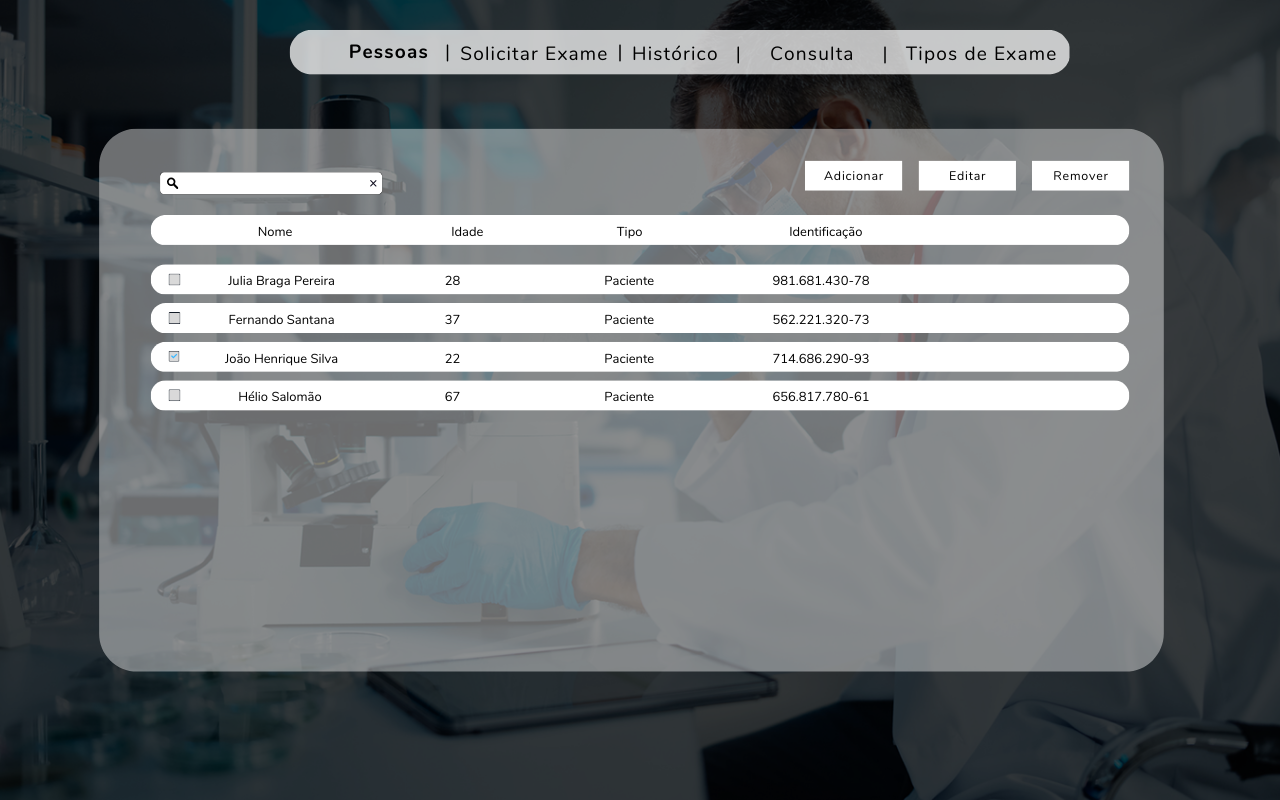 Pessoas | Solicitar Exame | Histórico | Consulta | Tipos de Exame
× Adicionar Editar Remover
Nome Idade Tipo Identificação
Julia Braga Pereira 28 Paciente 981.681.430-78
Fernando Santana 37 Paciente 562.221.320-73
João Henrique Silva 22 Paciente 714.686.290-93
Hélio Salomão 67 Paciente 656.817.780-61